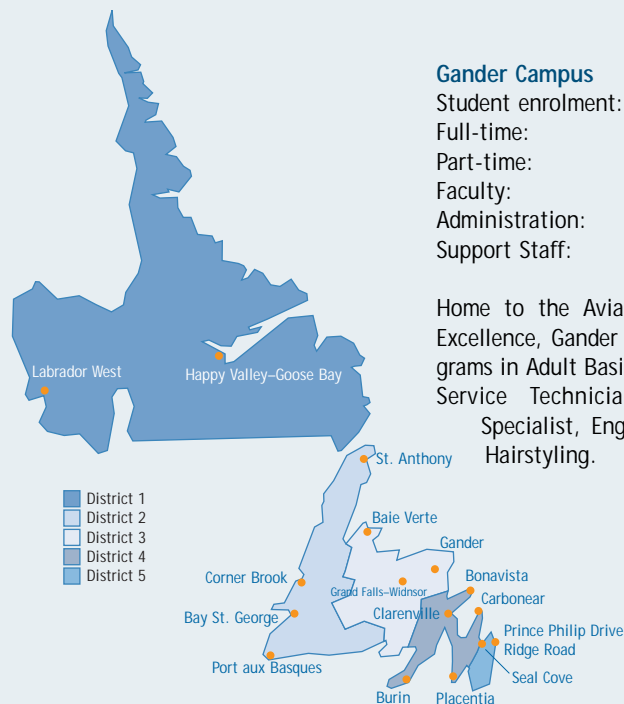 Gander Campus
Student enrolment:
Full-time:
Part-time:
Faculty:
Administration:
Support Staff:
Home to the Avia
Excellence, Gander
grams in Adult Basi
Service Technicia
Specialist, Eng
Hairstyling.
Labrador West
Happy Valley–Goose Bay
St. Anthony
District 1
District 2
District 3
District 4
District 5
Baie Verte
Gander
Corner Brook
Grand Falls–Widnsor
Bonavista
Carbonear
Bay St. George
Clarenville
Prince Philip Drive
Ridge Road
Port aux Basques
Seal Cove
Burin
Placentia